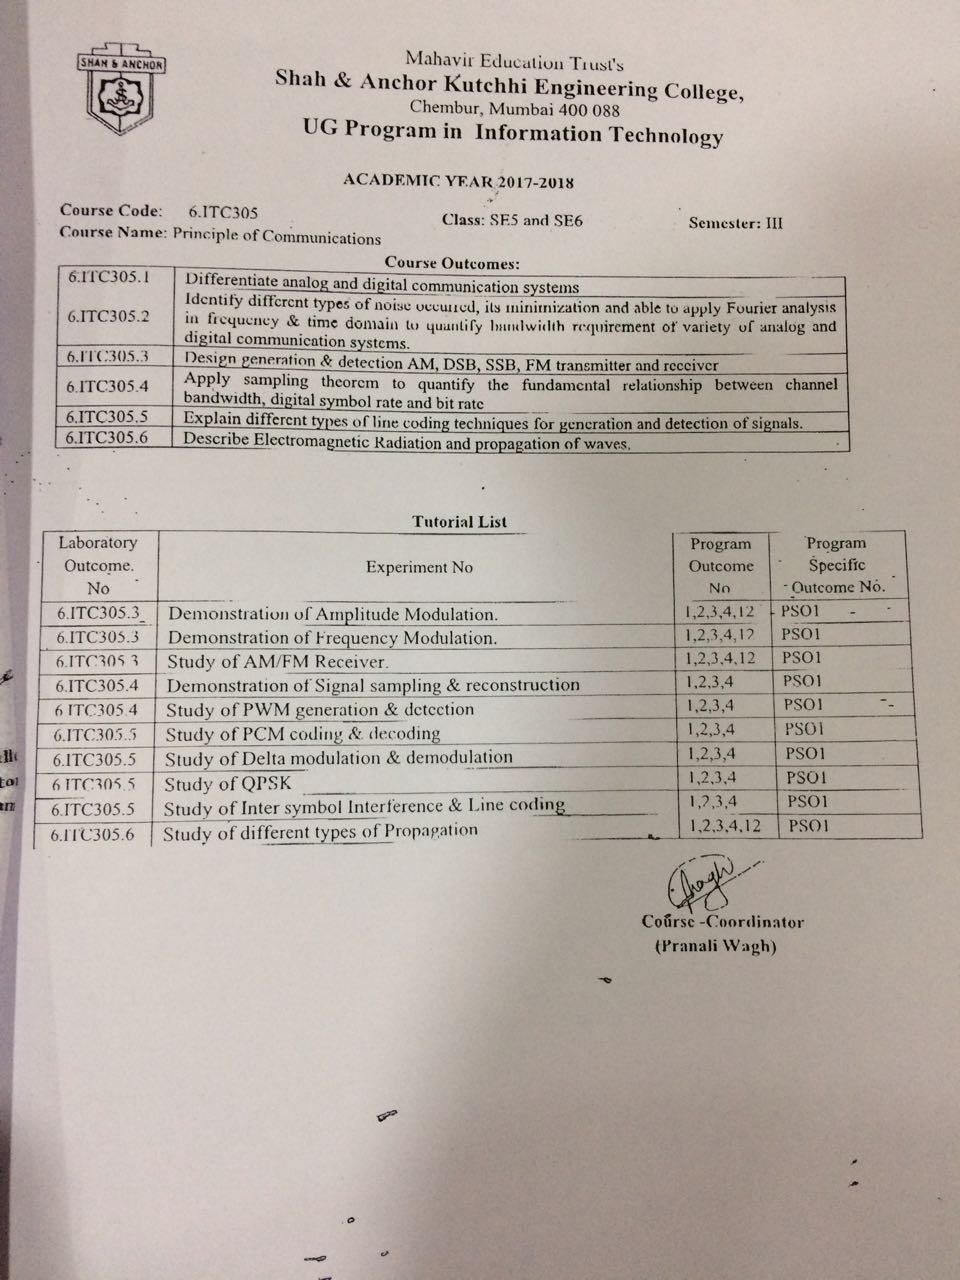 SHAH & ANCHOR
Mahavir Education Trust's
Shah & Anchor Kutchhi Engineering College,
Chembur, Mumbai 400 088
UG Program in Information Technology
ACADEMIC YEAR 2017-2018
Course Code: 6.ITC305
Class: SE5 and SE6
Semester: III
Course Name: Principle of Communications
Course Outcomes:
6.ITC305.1 Differentiate analog and digital communication systems
6.ITC305.2 Identify different types of noise occurred, its minimization and able to apply Fourier analysis
in frequency & time domain to quantify bandwidth requirement of variety of analog and
digital communication systems.
6.ITC305.3 Design generation & detection AM, DSB, SSB, FM transmitter and receiver
6.ITC305.4 Apply sampling theorem to quantify the fundamental relationship between channel
bandwidth, digital symbol rate and bit rate
6.ITC305.5 Explain different types of line coding techniques for generation and detection of signals.
6.ITC305.6 Describe Electromagnetic Radiation and propagation of waves.
Tutorial List
Laboratory Outcome. No
Experiment No
Program Outcome No
Program Specific Outcome No.
6.ITC305.3 Demonstration of Amplitude Modulation. 1,2,3,4,12 PSO1
6.ITC305.3 Demonstration of Frequency Modulation. 1,2,3,4,12 PSO1
6.ITC305.3 Study of AM/FM Receiver. 1,2,3,4,12 PSO1
6.ITC305.4 Demonstration of Signal sampling & reconstruction 1,2,3,4 PSO1
6.ITC305.4 Study of PWM generation & detection 1,2,3,4 PSO1
6.ITC305.5 Study of PCM coding & decoding 1,2,3,4 PSO1
6.ITC305.5 Study of Delta modulation & demodulation 1,2,3,4 PSO1
6.ITC305.5 Study of QPSK 1,2,3,4 PSO1
6.ITC305.5 Study of Inter symbol Interference & Line coding 1,2,3,4 PSO1
6.ITC305.6 Study of different types of Propagation 1,2,3,4,12 PSO1
Course -Coordinator
(Pranali Wagh)